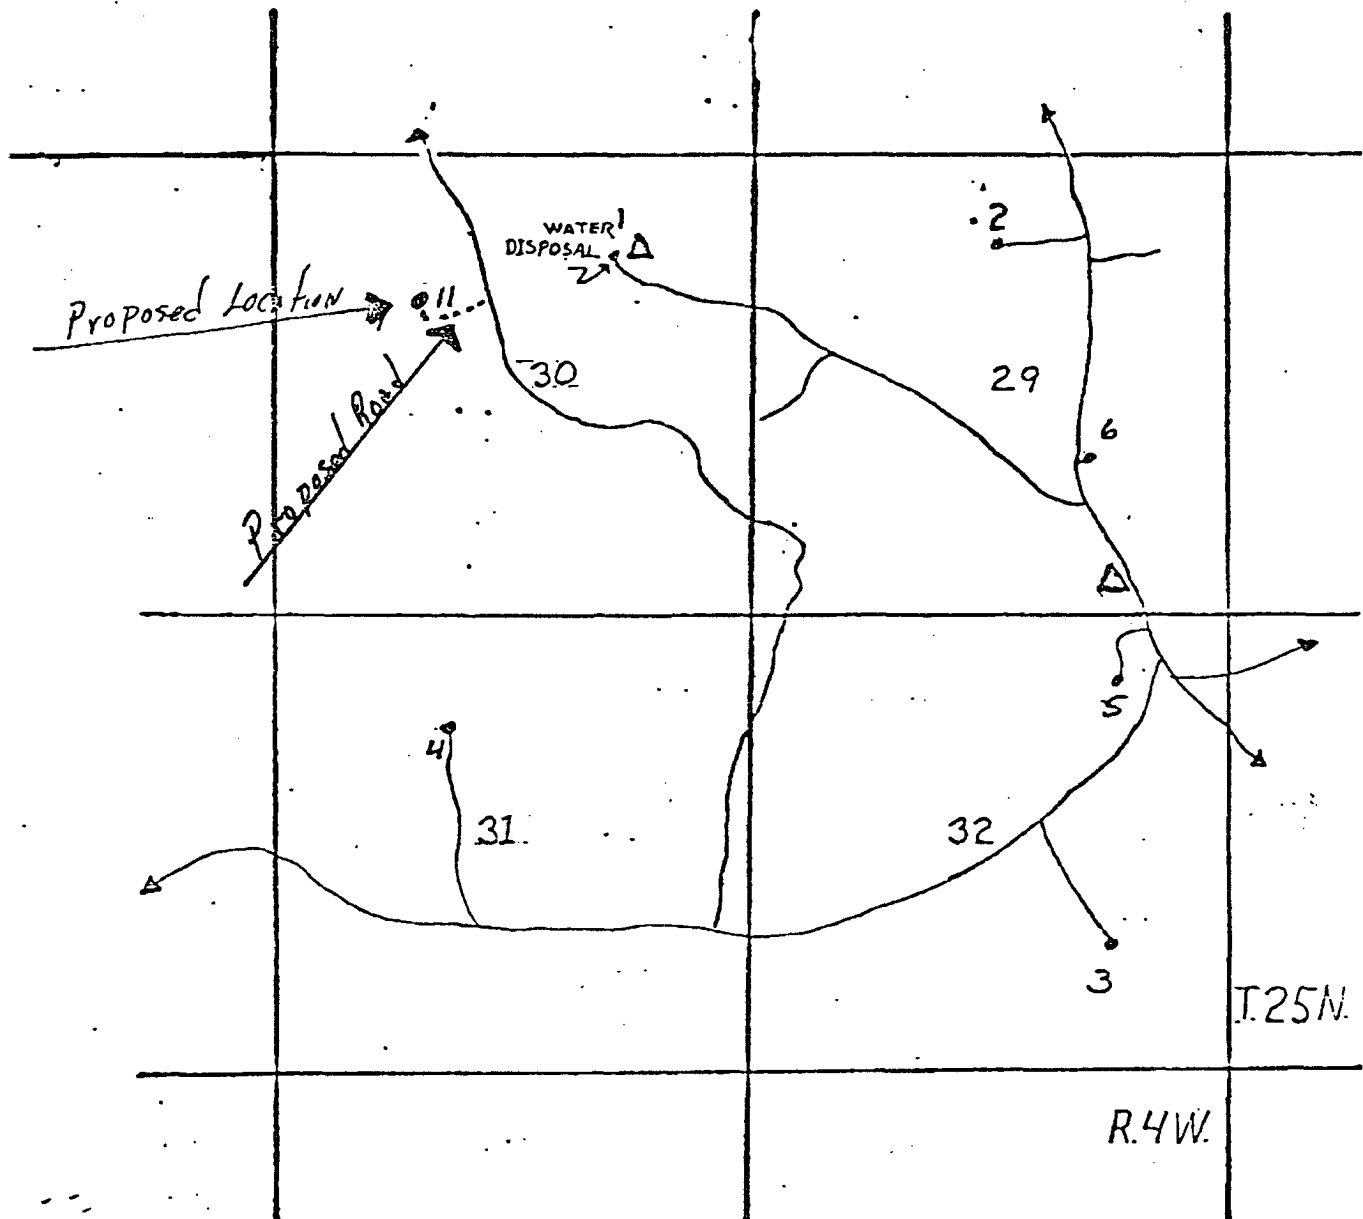 2
WATER 1
DISPOSAL
Proposed Location
11
30
29
Proposed Road
6
5
4
31
32
3
T.25N.
R.4W.